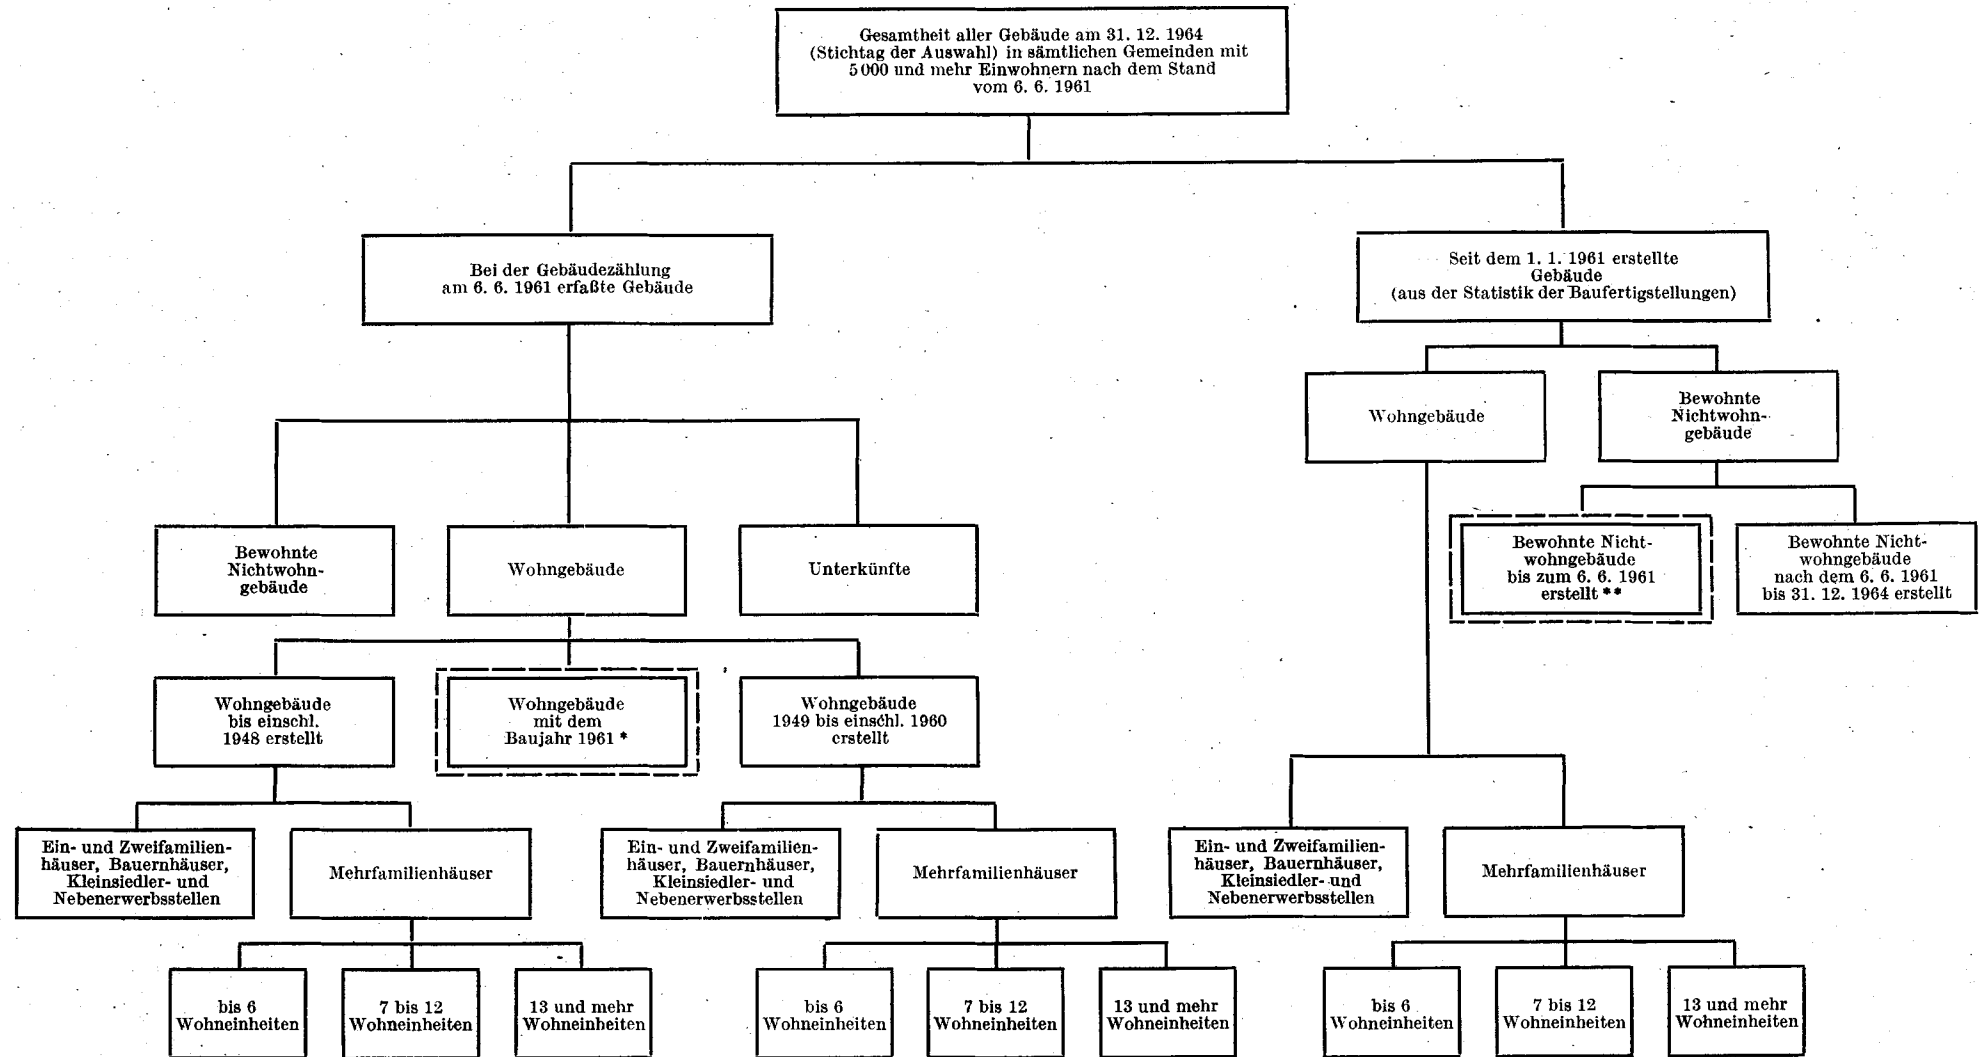 Gesamtheit aller Gebäude am 31. 12. 1964
(Stichtag der Auswahl) in sämtlichen Gemeinden mit
5000 und mehr Einwohnern nach dem Stand
vom 6. 6. 1961
Bei der Gebäudezählung
am 6. 6. 1961 erfaßte Gebäude
Seit dem 1. 1. 1961 erstellte
Gebäude
(aus der Statistik der Baufertigstellungen)
Wohngebäude
Bewohnte
Nichtwohn-
gebäude
Bewohnte
Nichtwohn-
gebäude
Wohngebäude
Unterkünfte
Bewohnte Nicht-
wohngebäude
bis zum 6. 6. 1961
erstellt **
Bewohnte Nicht-
wohngebäude
nach dem 6. 6. 1961
bis 31. 12. 1964 erstellt
Wohngebäude
bis einschl.
1948 erstellt
Wohngebäude
mit dem
Baujahr 1961 *
Wohngebäude
1949 bis einschl. 1960
erstellt
Ein- und Zweifamilien-
häuser, Bauernhäuser,
Kleinsiedler- und
Nebenerwerbsstellen
Mehrfamilienhäuser
Ein- und Zweifamilien-
häuser, Bauernhäuser,
Kleinsiedler- und
Nebenerwerbsstellen
Mehrfamilienhäuser
Ein- und Zweifamilien-
häuser, Bauernhäuser,
Kleinsiedler- und
Nebenerwerbsstellen
Mehrfamilienhäuser
bis 6
Wohneinheiten
7 bis 12
Wohneinheiten
13 und mehr
Wohneinheiten
bis 6
Wohneinheiten
7 bis 12
Wohneinheiten
13 und mehr
Wohneinheiten
bis 6
Wohneinheiten
7 bis 12
Wohneinheiten
13 und mehr
Wohneinheiten